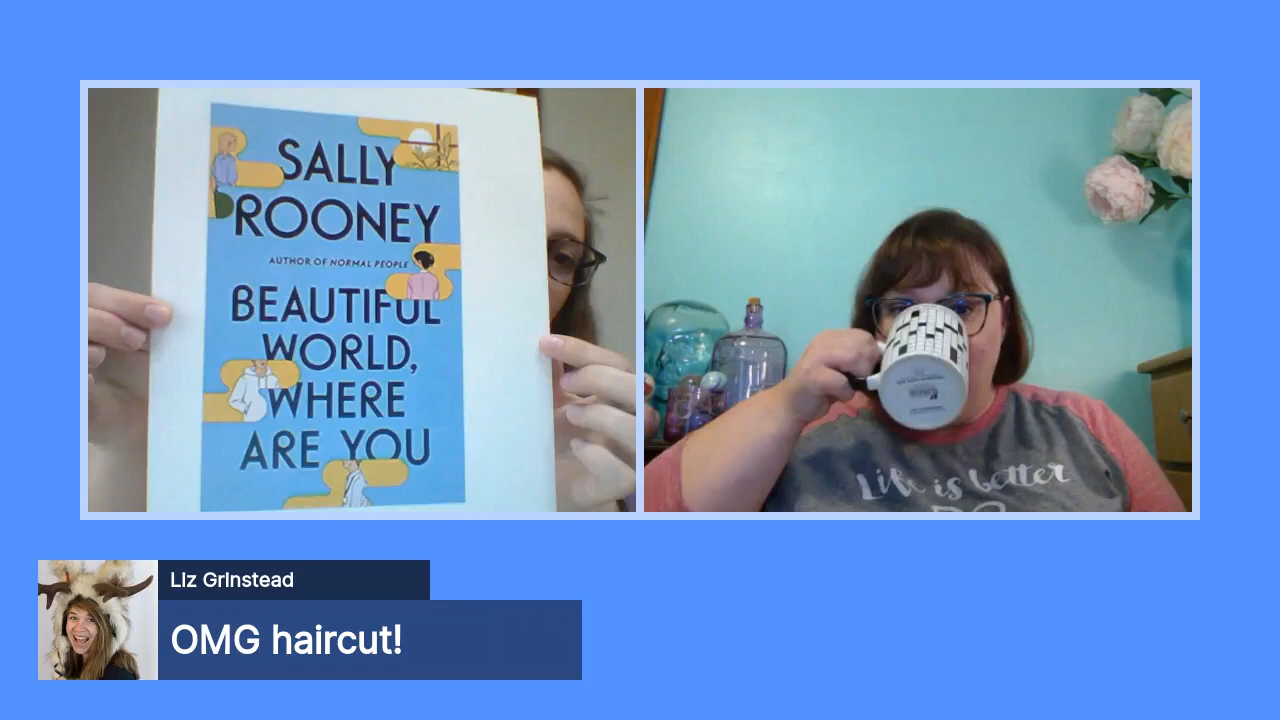 SALLY
ROONEY
AUTHOR OF NORMAL PEOPLE
BEAUTIFUL
WORLD,
WHERE
ARE YOU
Life is better
Liz Grinstead
OMG haircut!